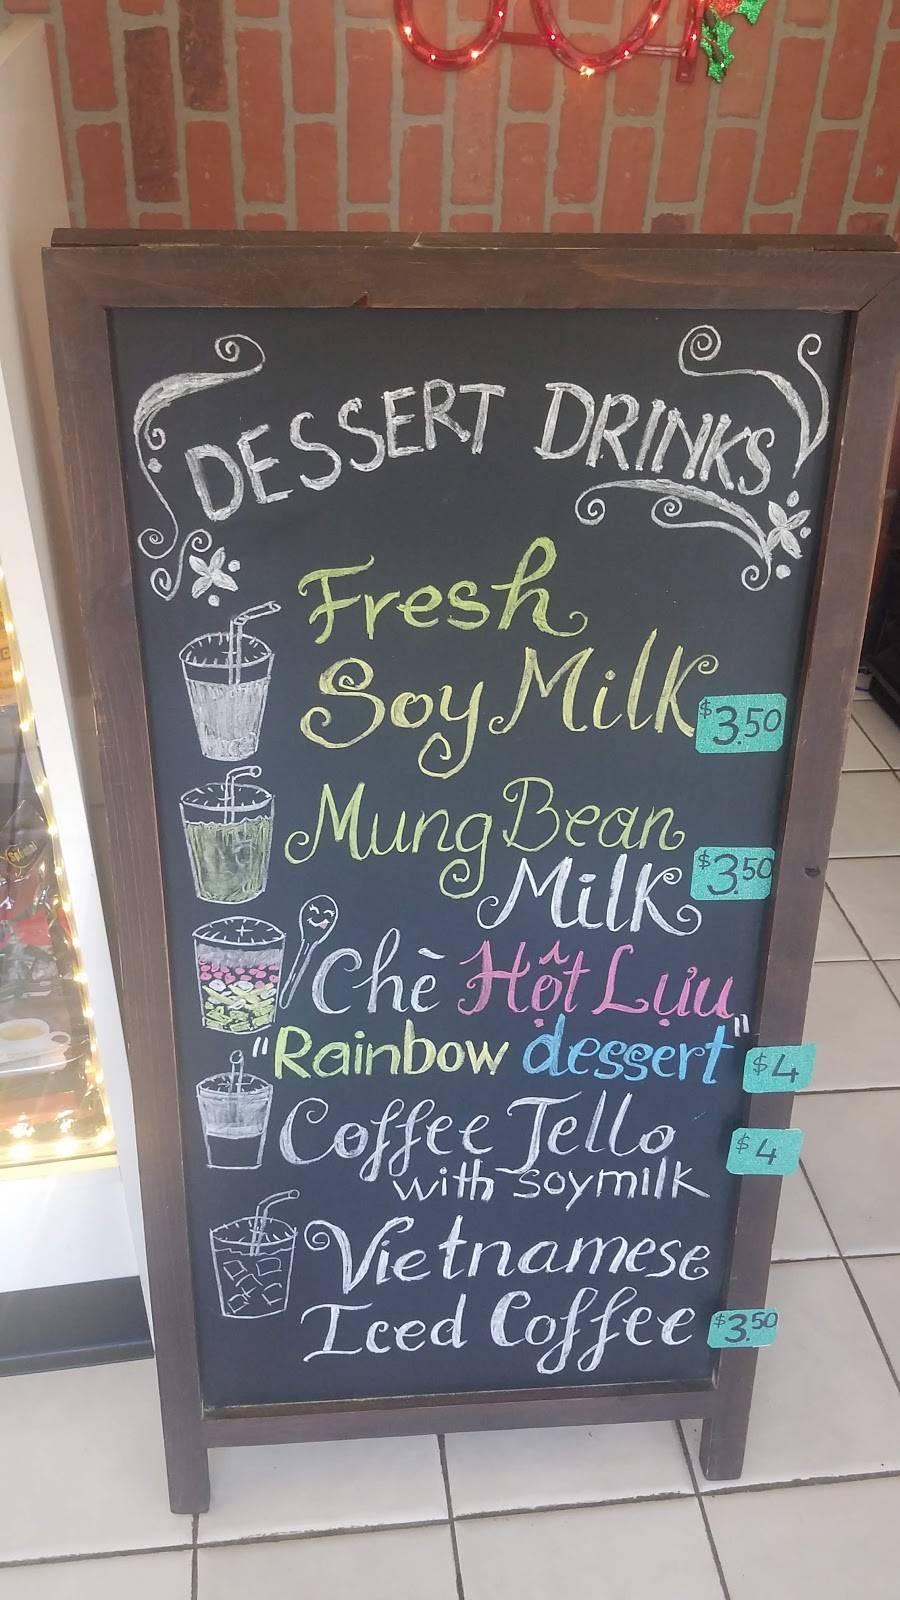 DESSERT DRINKS
Fresh
Soy Milk $3.50
Mung Bean
Milk $3.50
Chè Hột Lựu
"Rainbow dessert" $4
Coffee Jello $4
with soymilk
Vietnamese
Iced Coffee $3.50